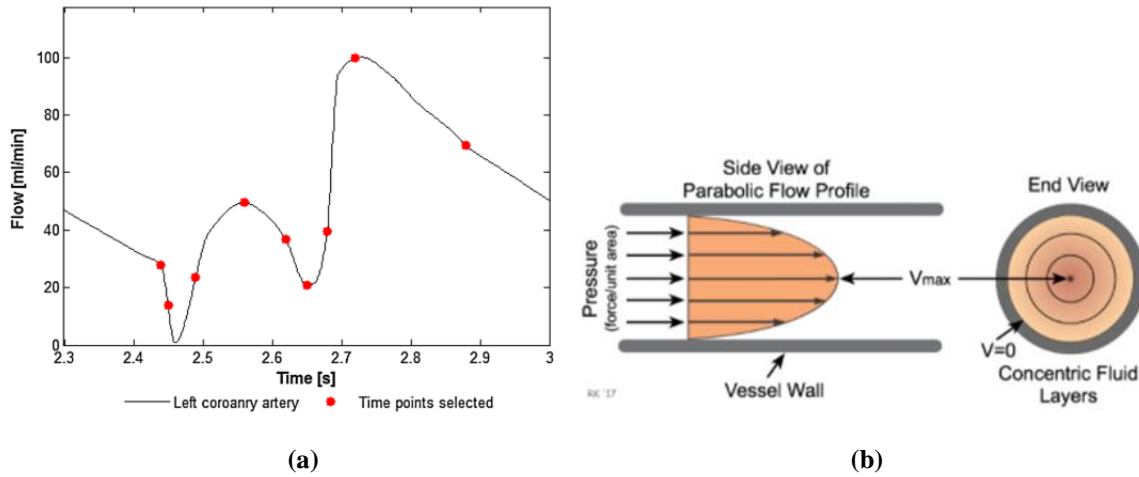 100
80
60
40
20
0
Flow [ml/min]
2.3 2.4 2.5 2.6 2.7 2.8 2.9 3
Time [s]
Left coroanry artery Time points selected
(a)
Side View of
Parabolic Flow Profile
End View
Pressure
(force/unit area)
Vmax
V=0
Vessel Wall
Concentric Fluid
Layers
RK '17
(b)